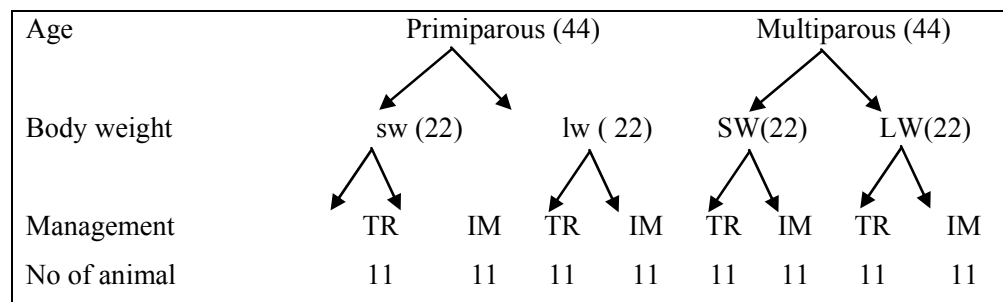 Age Primiparous (44) Multiparous (44)
Body weight sw (22) lw ( 22) SW(22) LW(22)
Management TR IM TR IM TR IM TR IM
No of animal 11 11 11 11 11 11 11 11